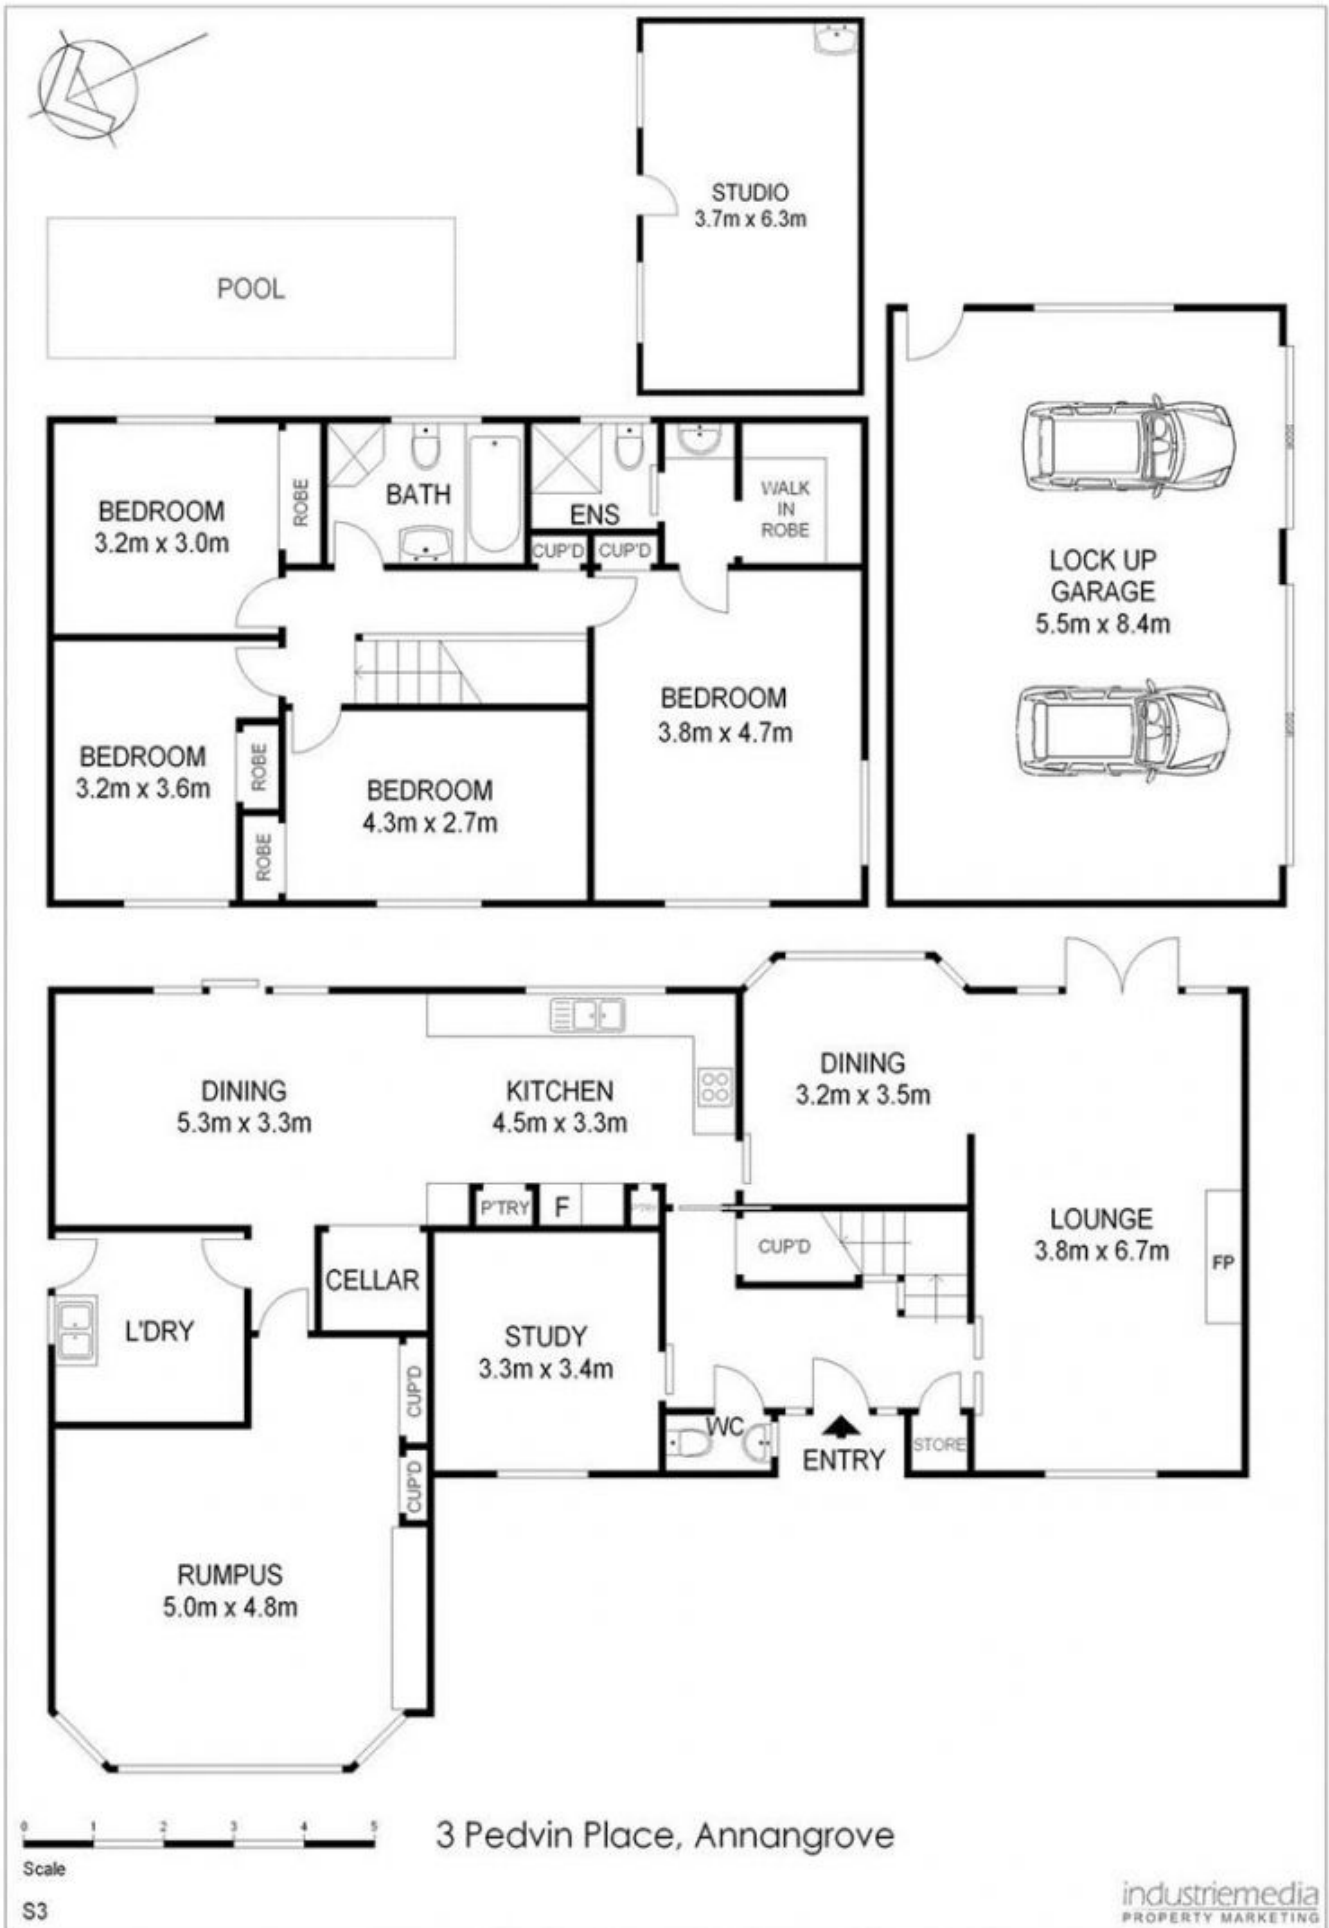 STUDIO
3.7m x 6.3m
POOL
BEDROOM
3.2m x 3.0m
ROBE
BATH
ENS
CUP'D
CUP'D
WALK
IN
ROBE
LOCK UP
GARAGE
5.5m x 8.4m
BEDROOM
3.2m x 3.6m
ROBE
ROBE
BEDROOM
4.3m x 2.7m
BEDROOM
3.8m x 4.7m
DINING
5.3m x 3.3m
KITCHEN
4.5m x 3.3m
DINING
3.2m x 3.5m
P'TRY
F
CUP'D
LOUNGE
3.8m x 6.7m
FP
CELLAR
L'DRY
STUDY
3.3m x 3.4m
CUP'D
CUP'D
WC
ENTRY
STORE
RUMPUS
5.0m x 4.8m
0 1 2 3 4 5
Scale
3 Pedvin Place, Annangrove
S3
industriemedia
PROPERTY MARKETING